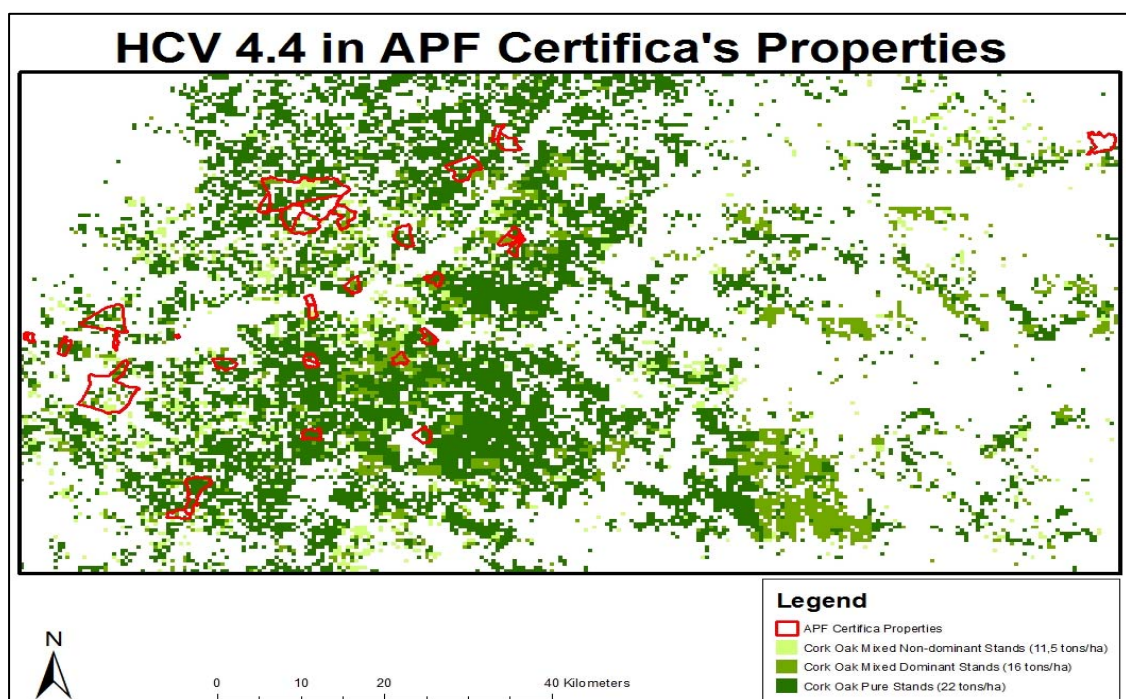 HCV 4.4 in APF Certifica's Properties
Legend
APF Certifica Properties
Cork Oak Mixed Non-dominant Stands (11,5 tons/ha)
Cork Oak Mixed Dominant Stands (16 tons/ha)
Cork Oak Pure Stands (22 tons/ha)
N
0 10 20 40 Kilometers